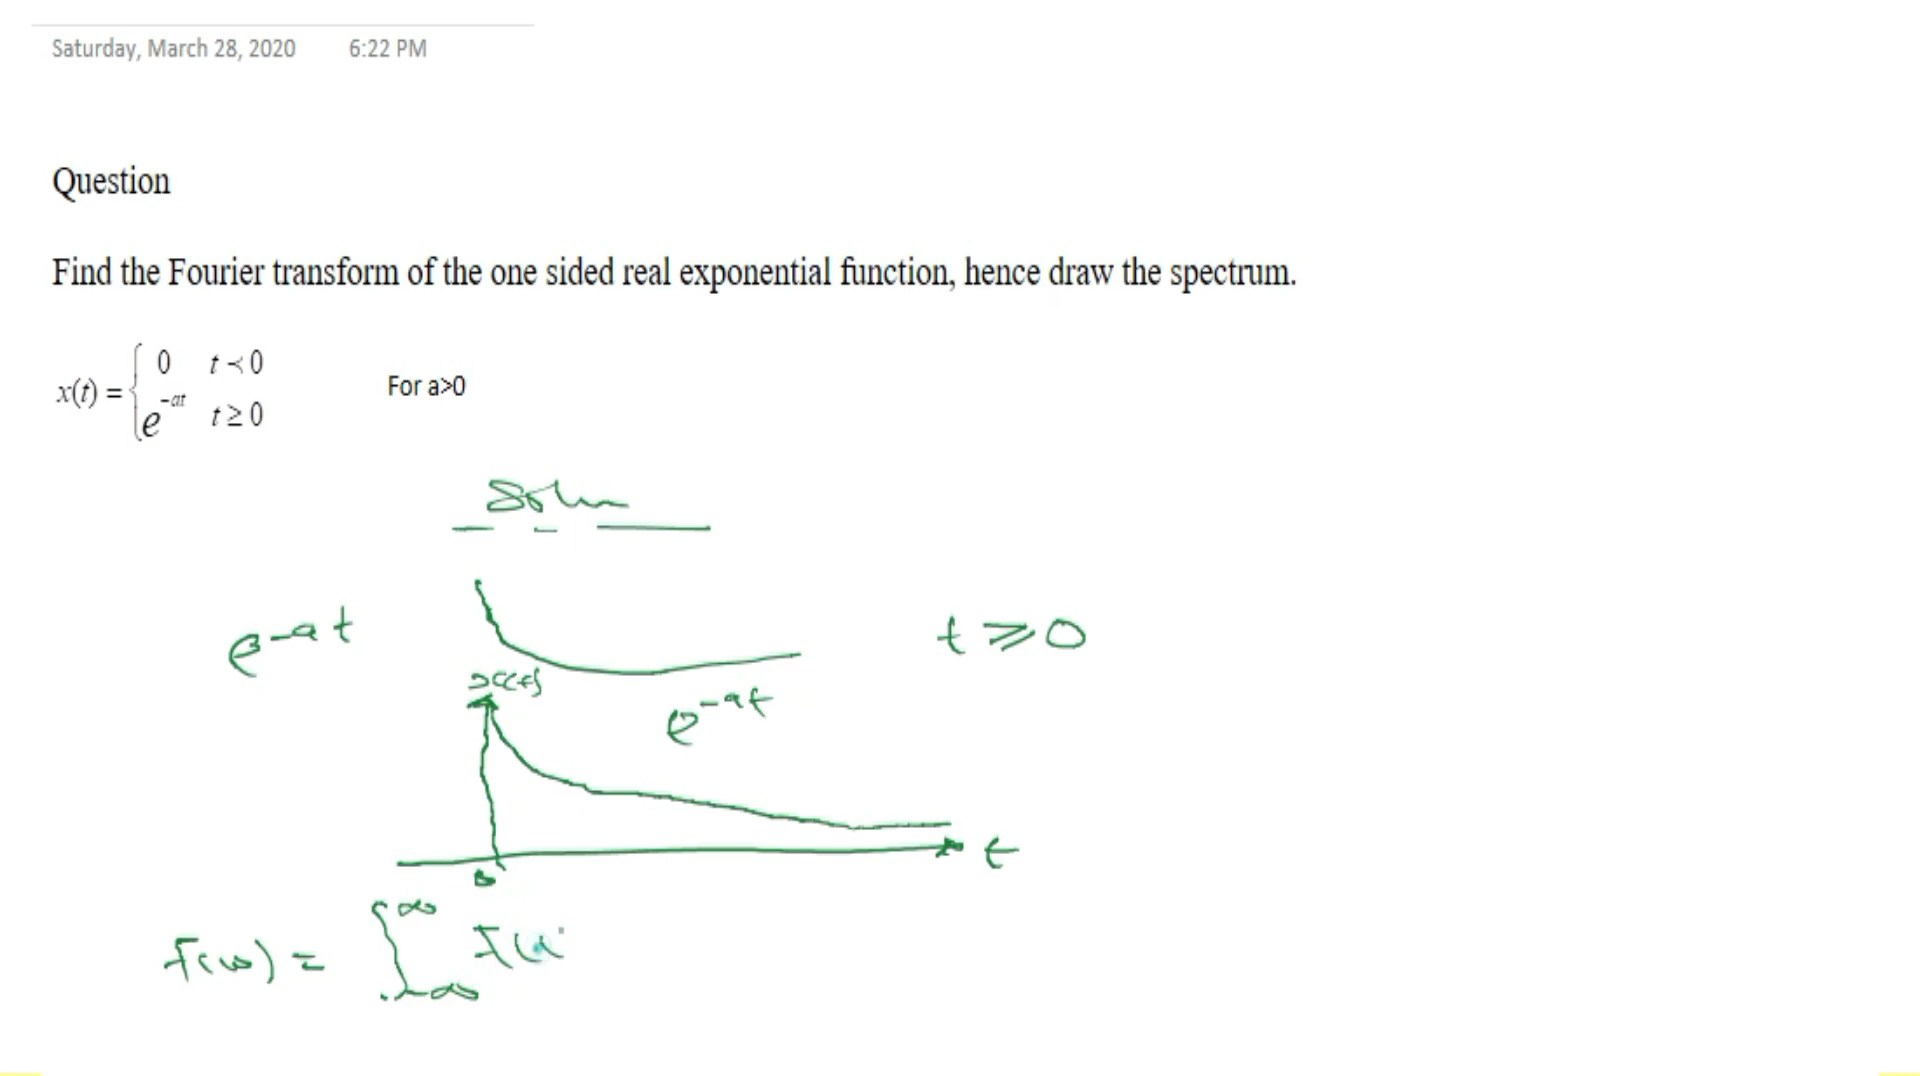 Saturday, March 28, 2020 6:22 PM
Question
Find the Fourier transform of the one sided real exponential function, hence draw the spectrum.
x(t) = { 0 t ≺ 0
e^-at t ≥ 0
For a>0
Soln
e^-at
t ≥ 0
x(t)
e^-at
t
0
F(w) = ∫_-∞^∞